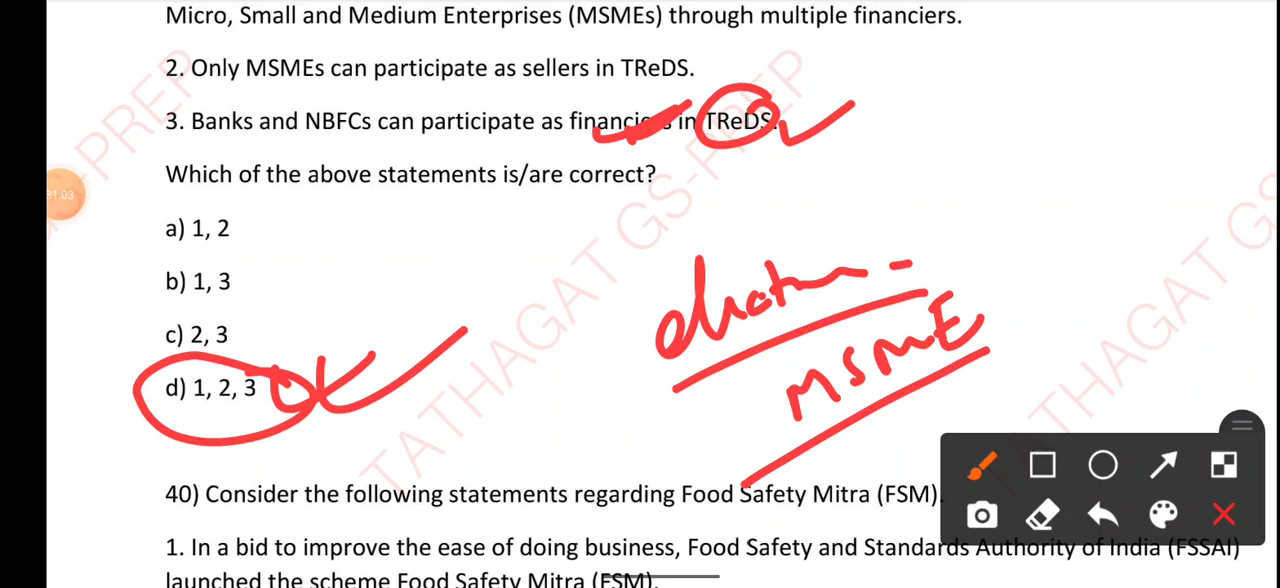 Micro, Small and Medium Enterprises (MSMEs) through multiple financiers.
2. Only MSMEs can participate as sellers in TReDS.
3. Banks and NBFCs can participate as financiers in TReDS.
Which of the above statements is/are correct?
a) 1, 2
b) 1, 3
c) 2, 3
d) 1, 2, 3
MSME
40) Consider the following statements regarding Food Safety Mitra (FSM).
1. In a bid to improve the ease of doing business, Food Safety and Standards Authority of India (FSSAI)
launched the scheme Food Safety Mitra (FSM).
TATHAGAT GS-PREP